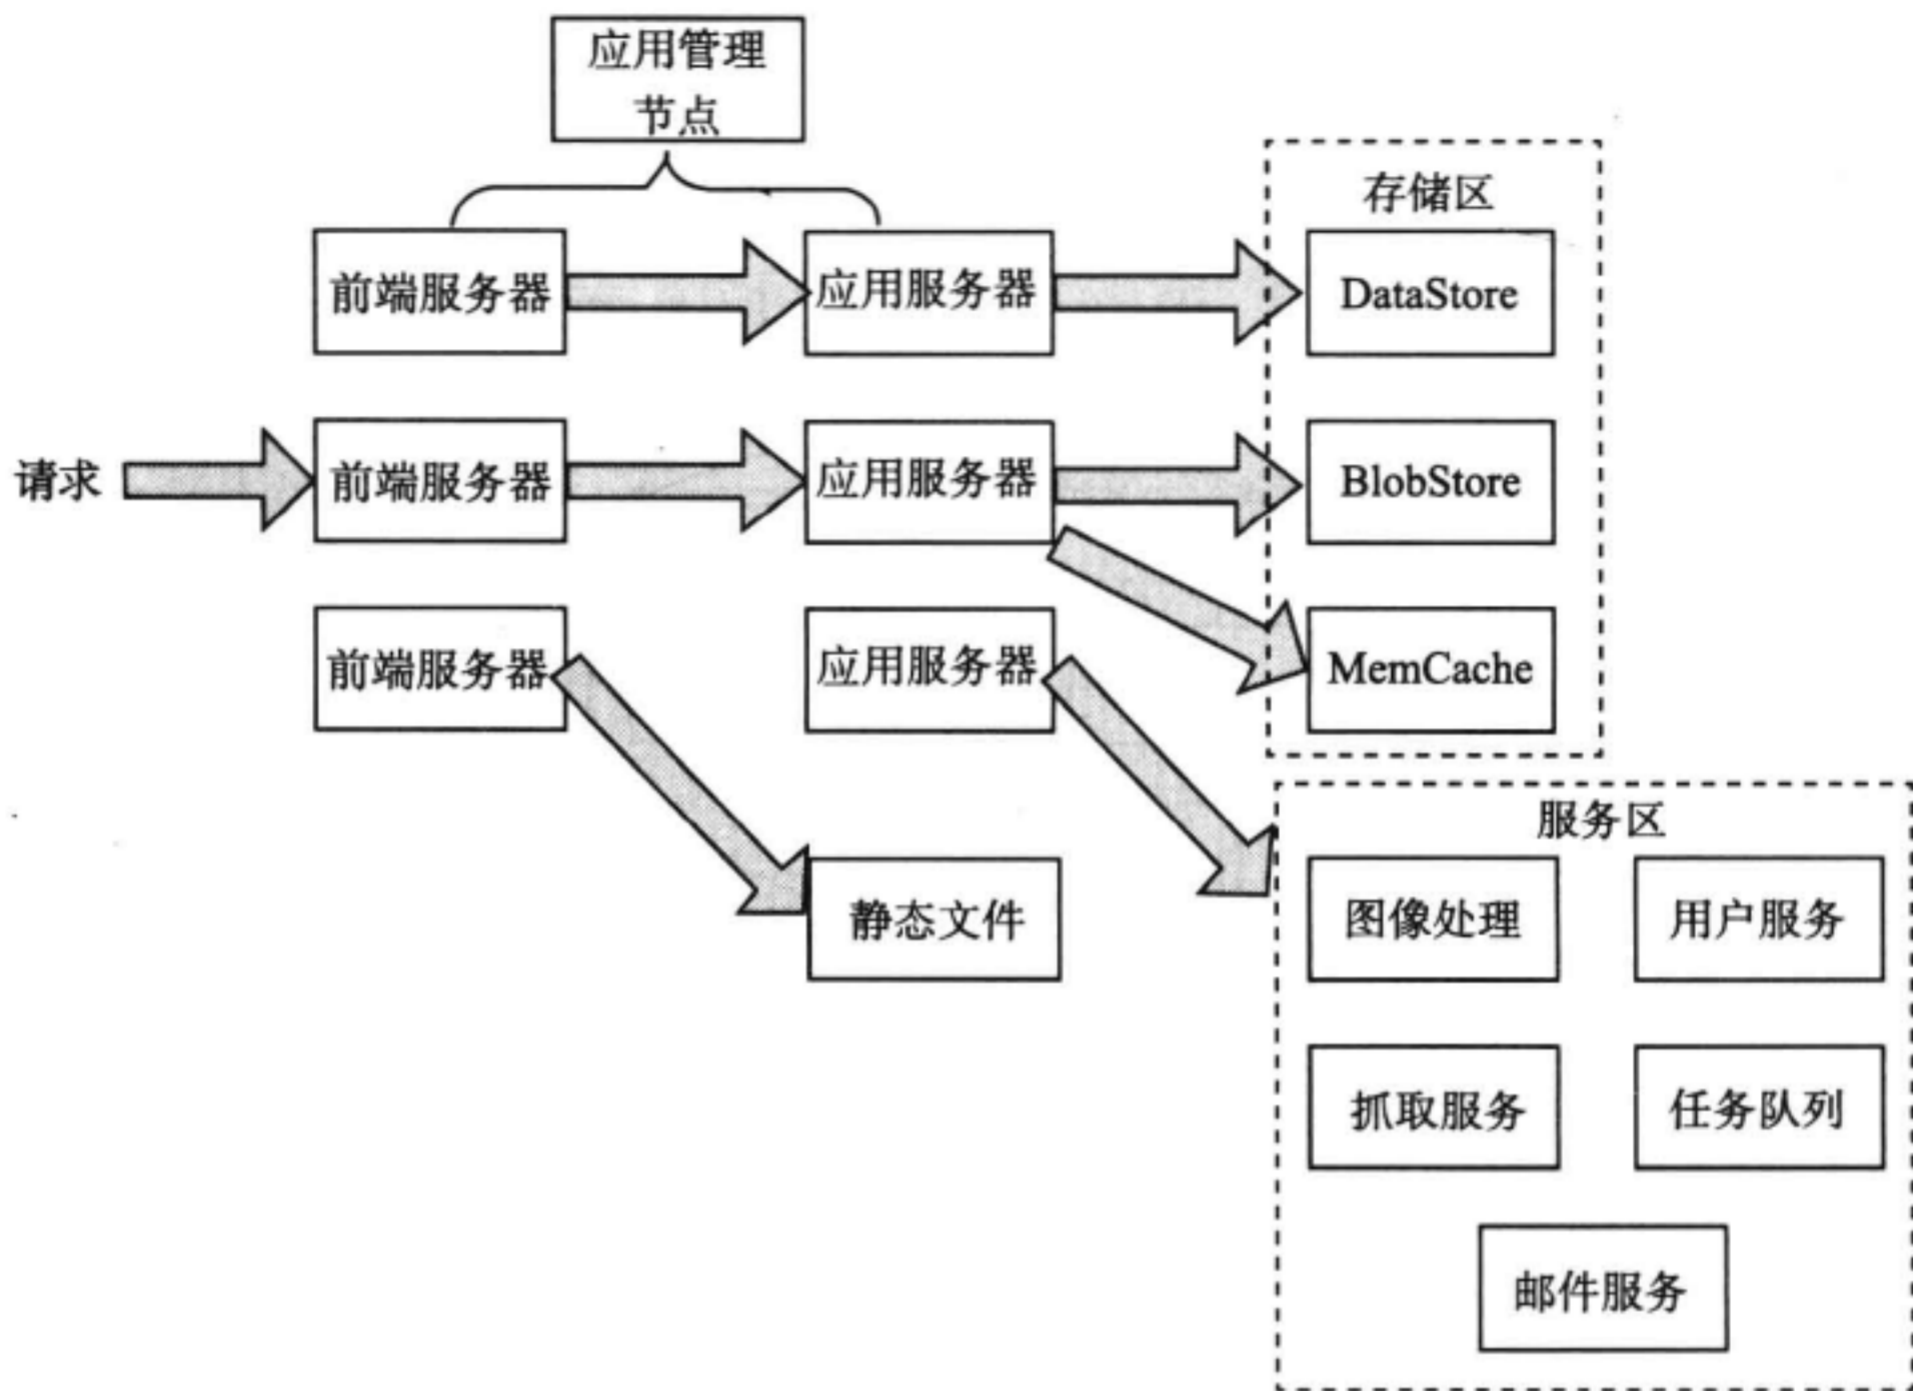 应用管理
节点
存储区
前端服务器
应用服务器
DataStore
请求
前端服务器
应用服务器
BlobStore
前端服务器
应用服务器
MemCache
服务区
静态文件
图像处理
用户服务
抓取服务
任务队列
邮件服务